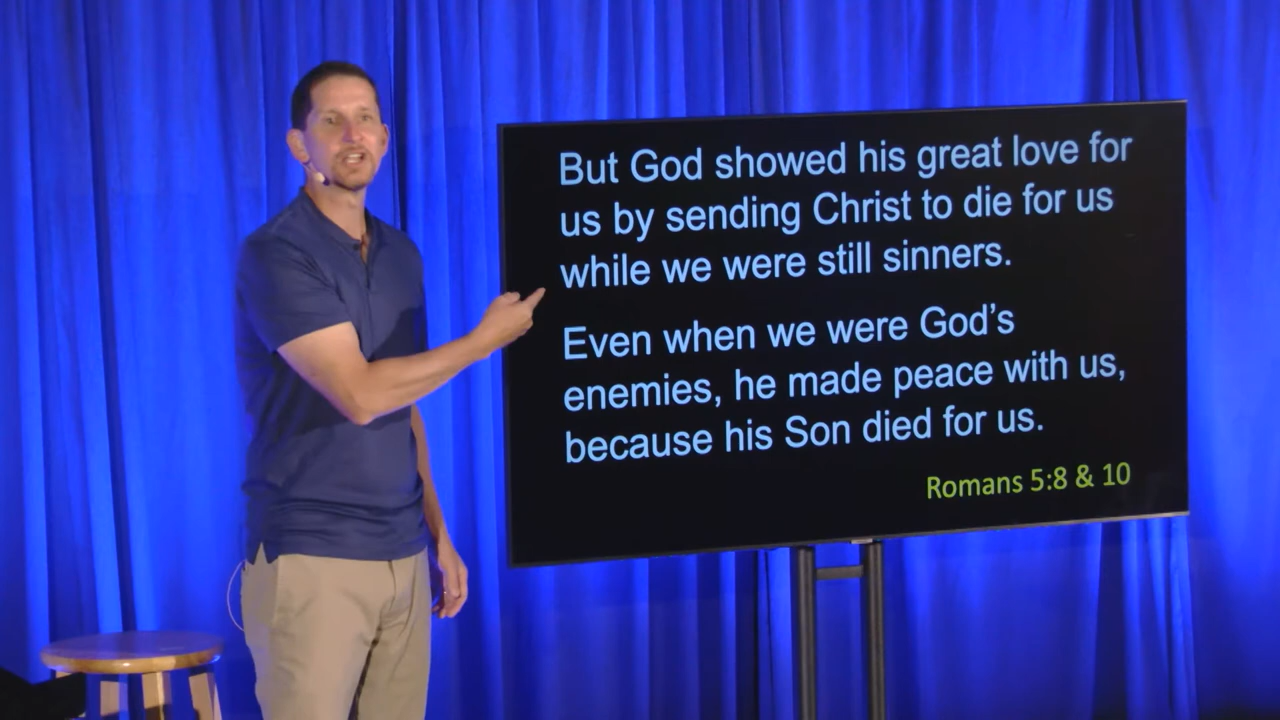 But God showed his great love for
us by sending Christ to die for us
while we were still sinners.
Even when we were God's
enemies, he made peace with us,
because his Son died for us.
Romans 5:8 & 10